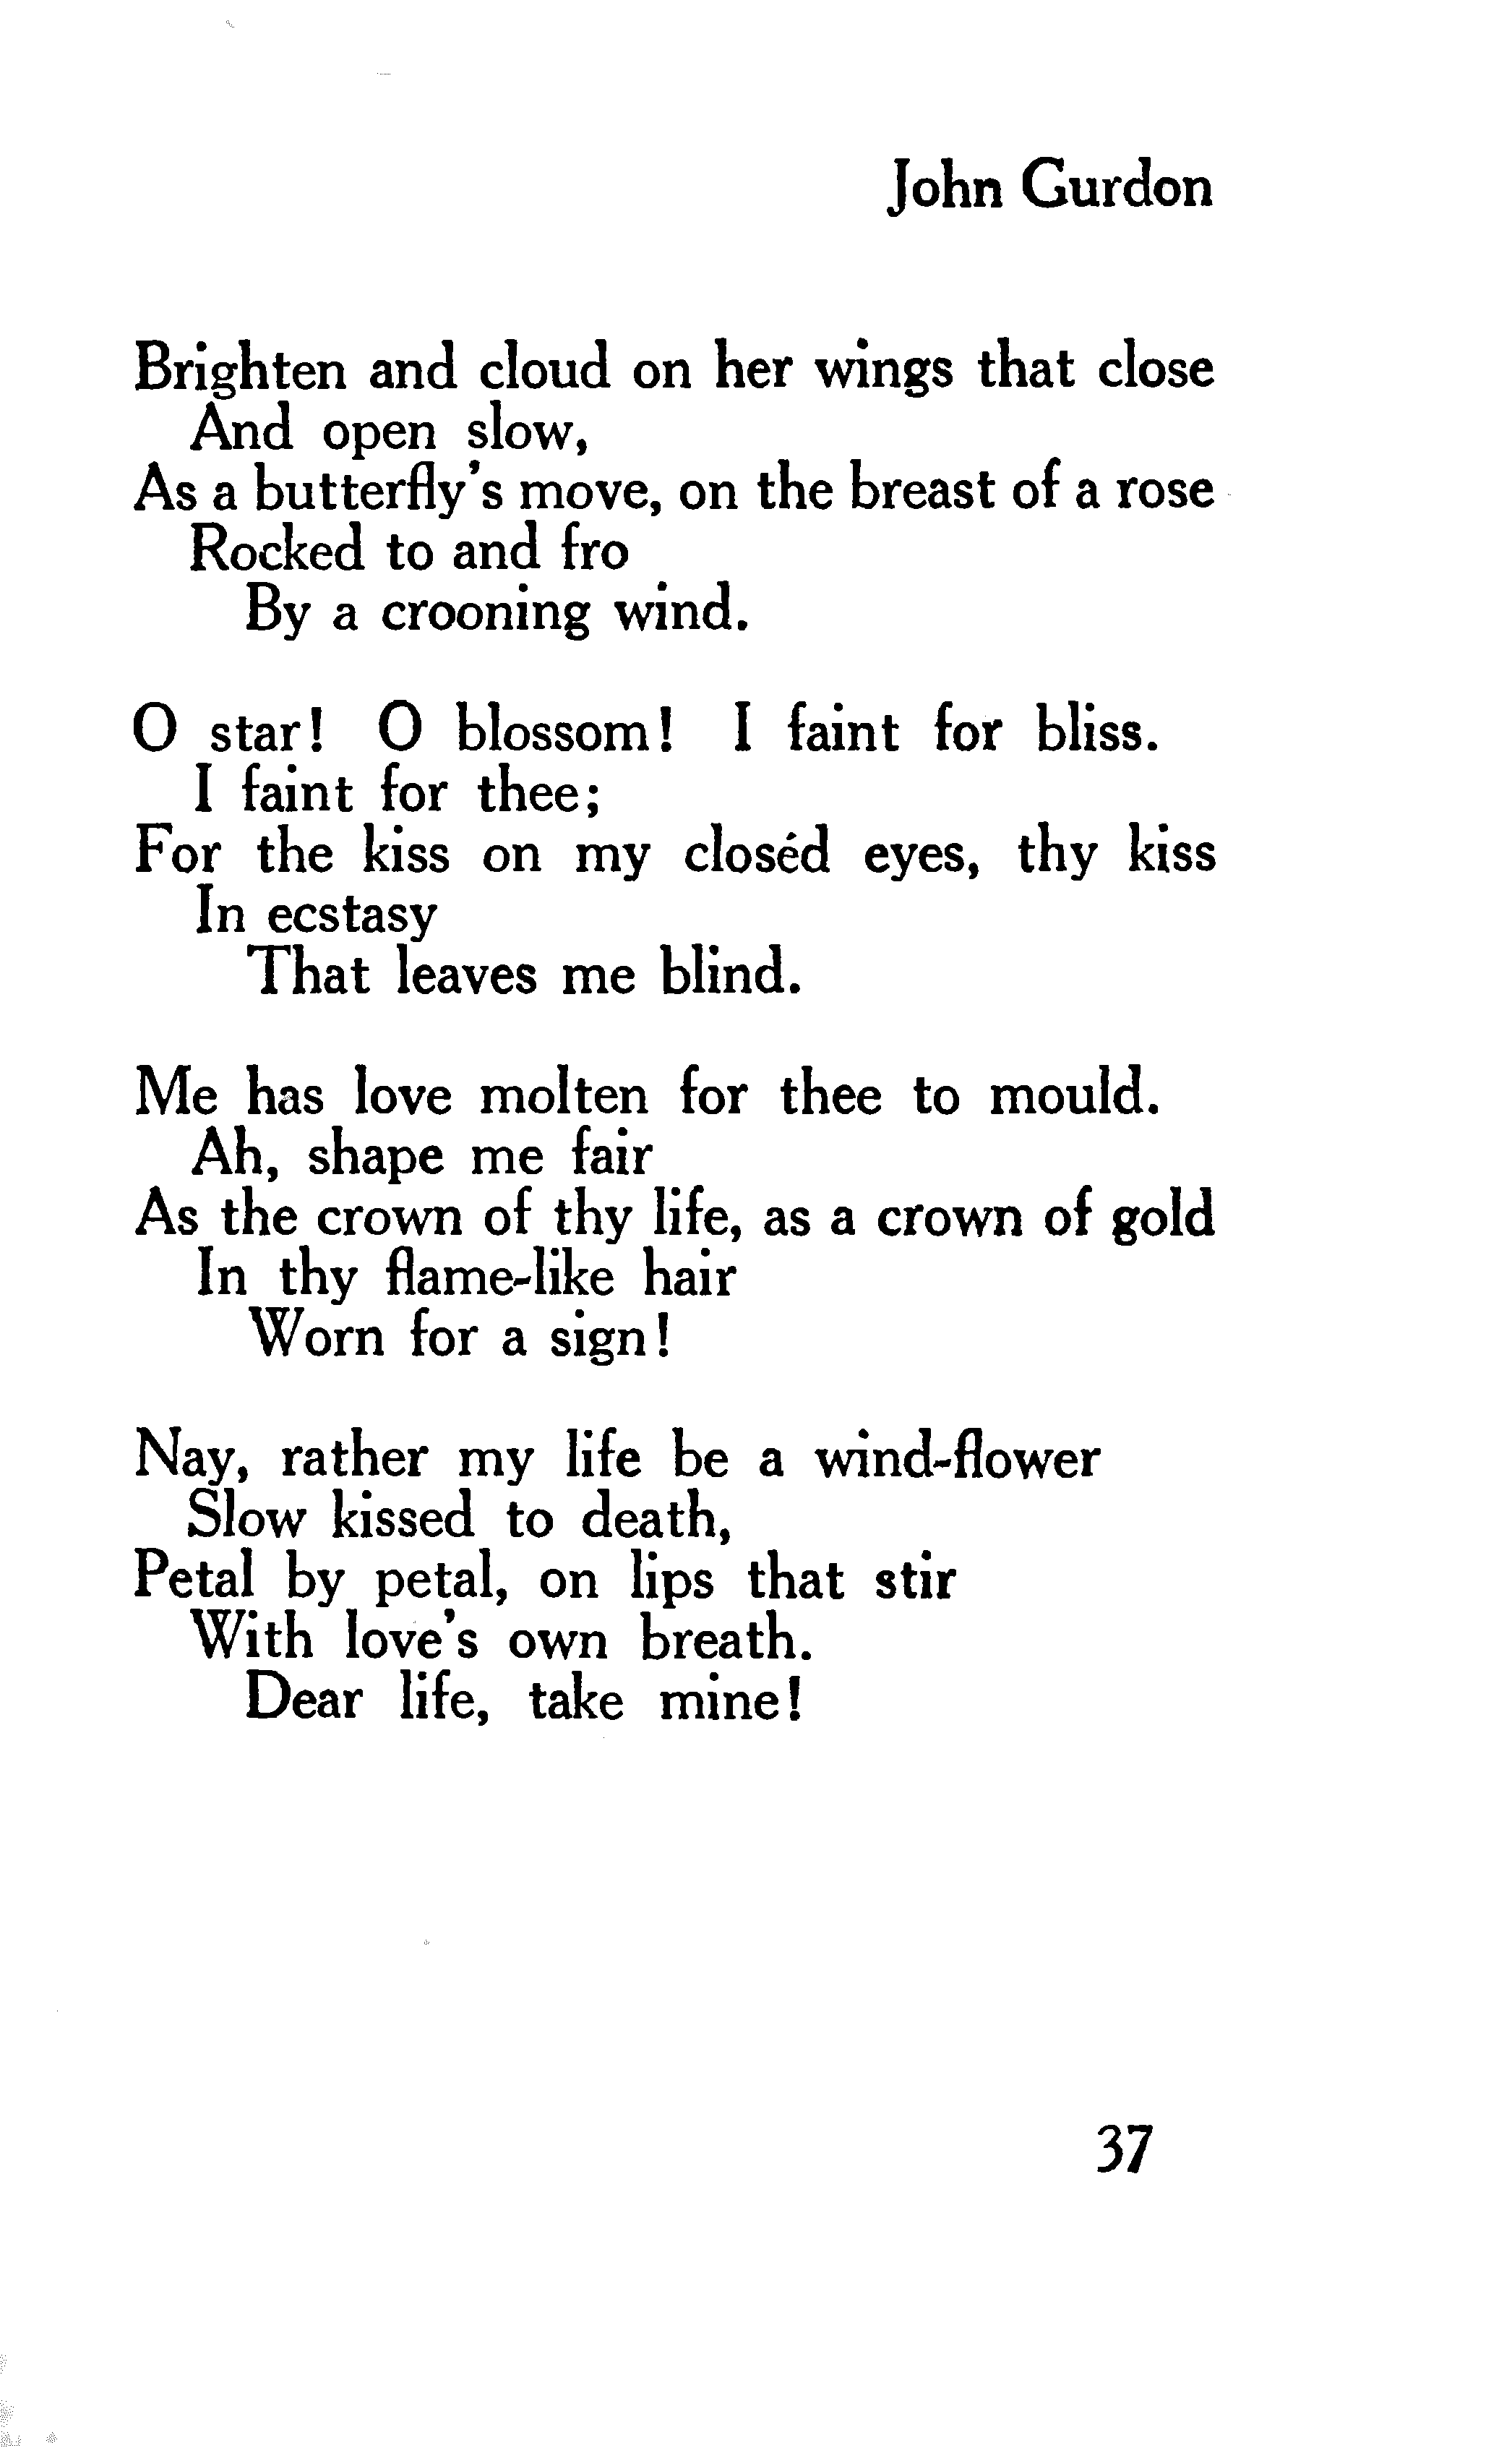 John Gurdon
Brighten and cloud on her wings that close
And open slow,
As a butterfly's move, on the breast of a rose
Rocked to and fro
By a crooning wind.
O star! O blossom! I faint for bliss.
I faint for thee;
For the kiss on my closéd eyes, thy kiss
In ecstasy
That leaves me blind.
Me has love molten for thee to mould.
Ah, shape me fair
As the crown of thy life, as a crown of gold
In thy flame-like hair
Worn for a sign!
Nay, rather my life be a wind-flower
Slow kissed to death,
Petal by petal, on lips that stir
With love's own breath.
Dear life, take mine!
37